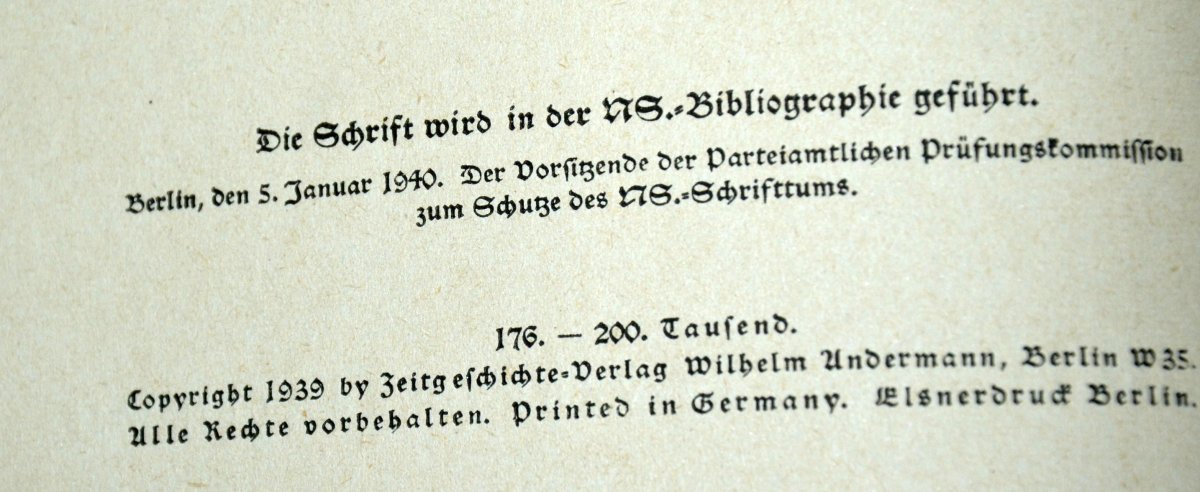 Die Schrift wird in der NS.-Bibliographie geführt.
Berlin, den 5. Januar 1940. Der Vorsitzende der Parteiamtlichen Prüfungskommission
zum Schutze des NS.-Schrifttums.
176. — 200. Tausend.
Copyright 1939 by Zeitgeschichte-Verlag Wilhelm Andermann, Berlin W 35.
Alle Rechte vorbehalten. Printed in Germany. Elsnerdruck Berlin.